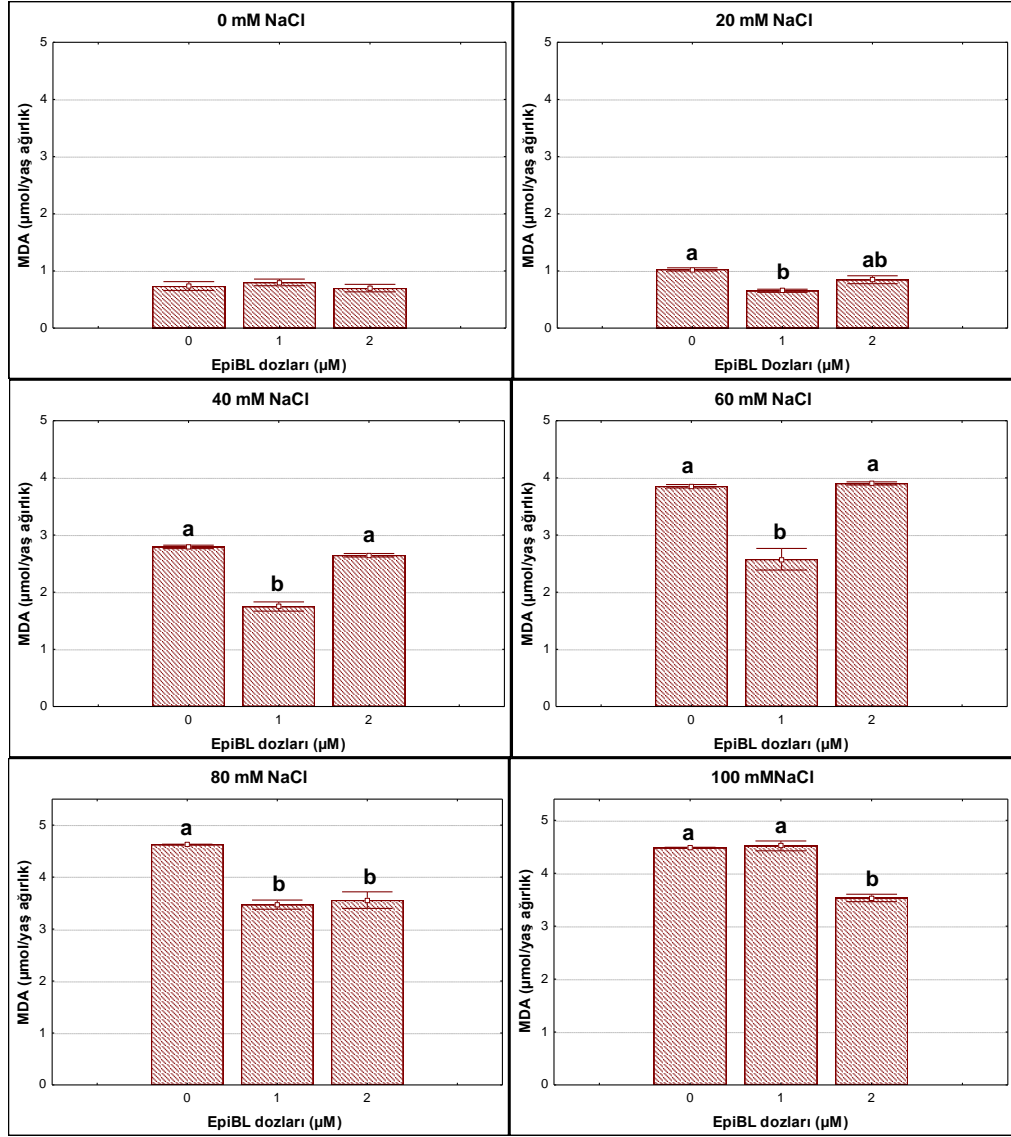 0 mM NaCl
5
4
3
2
1
0
MDA (µmol/yaş ağırlık)
0 1 2
EpiBL dozları (µM)
20 mM NaCl
5
4
3
2
1
0
MDA (µmol/yaş ağırlık)
a b ab
0 1 2
EpiBL Dozları (µM)
40 mM NaCl
5
4
3
2
1
0
MDA (µmol/yaş ağırlık)
a b a
0 1 2
EpiBL dozları (µM)
60 mM NaCl
5
4
3
2
1
0
MDA (µmol/yaş ağırlık)
a b a
0 1 2
EpiBL dozları (µM)
80 mM NaCl
5
4
3
2
1
0
MDA (µmol/yaş ağırlık)
a b b
0 1 2
EpiBL dozları (µM)
100 mMNaCl
5
4
3
2
1
0
MDA (µmol/yaş ağırlık)
a a b
0 1 2
EpiBL dozları (µM)